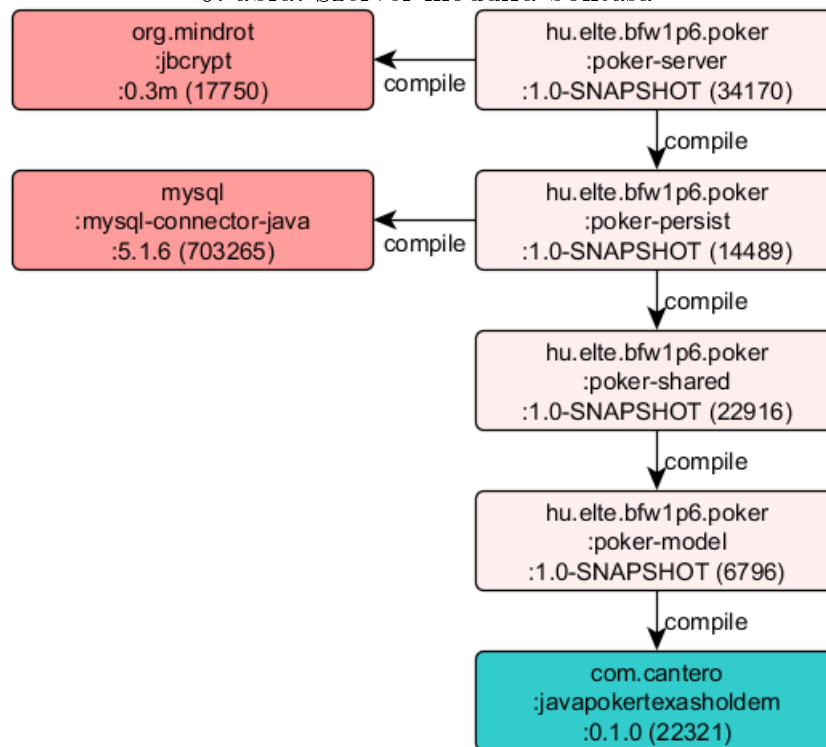 org.mindrot
:jbcrypt
:0.3m (17750)
compile
hu.elte.bfw1p6.poker
:poker-server
:1.0-SNAPSHOT (34170)
compile
mysql
:mysql-connector-java
:5.1.6 (703265)
compile
hu.elte.bfw1p6.poker
:poker-persist
:1.0-SNAPSHOT (14489)
compile
hu.elte.bfw1p6.poker
:poker-shared
:1.0-SNAPSHOT (22916)
compile
hu.elte.bfw1p6.poker
:poker-model
:1.0-SNAPSHOT (6796)
compile
com.cantero
:javapokertexasholdem
:0.1.0 (22321)